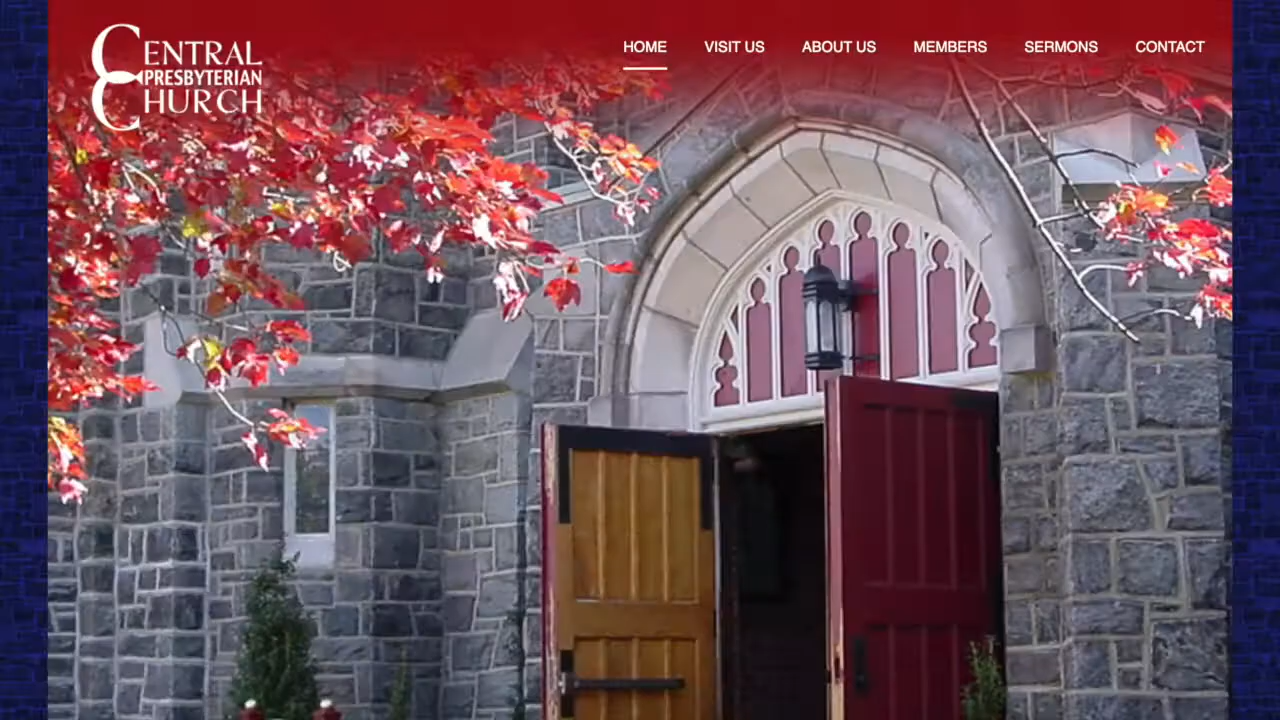 CENTRAL
PRESBYTERIAN
CHURCH
HOME VISIT US ABOUT US MEMBERS SERMONS CONTACT